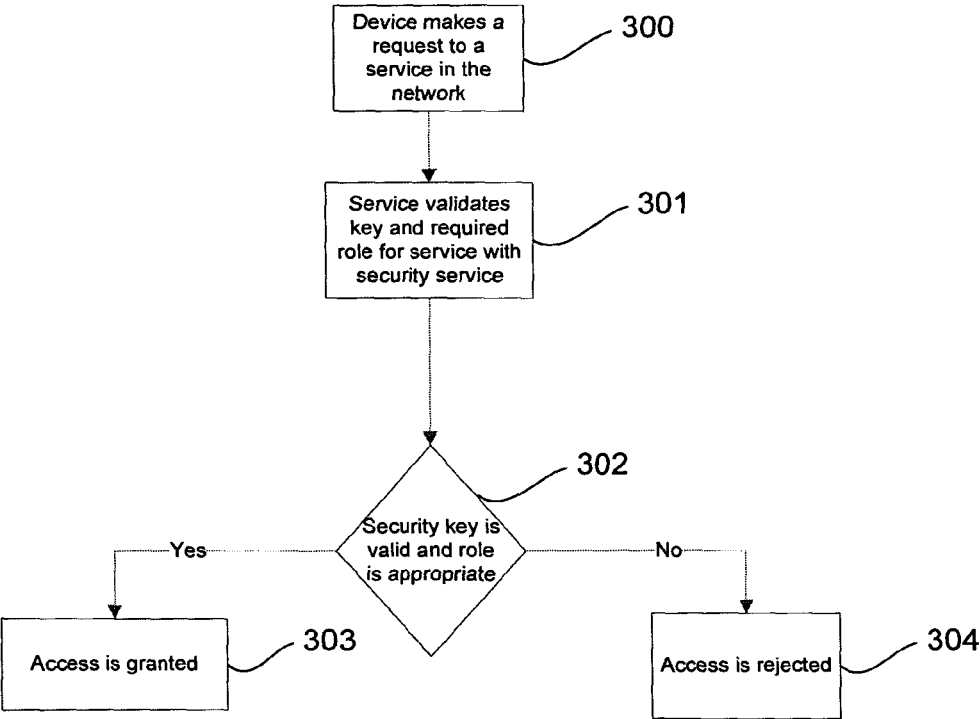 Device makes a
request to a
service in the
network
300
Service validates
key and required
role for service with
security service
301
302
Security key is
valid and role
is appropriate
Yes
No
Access is granted
303
Access is rejected
304